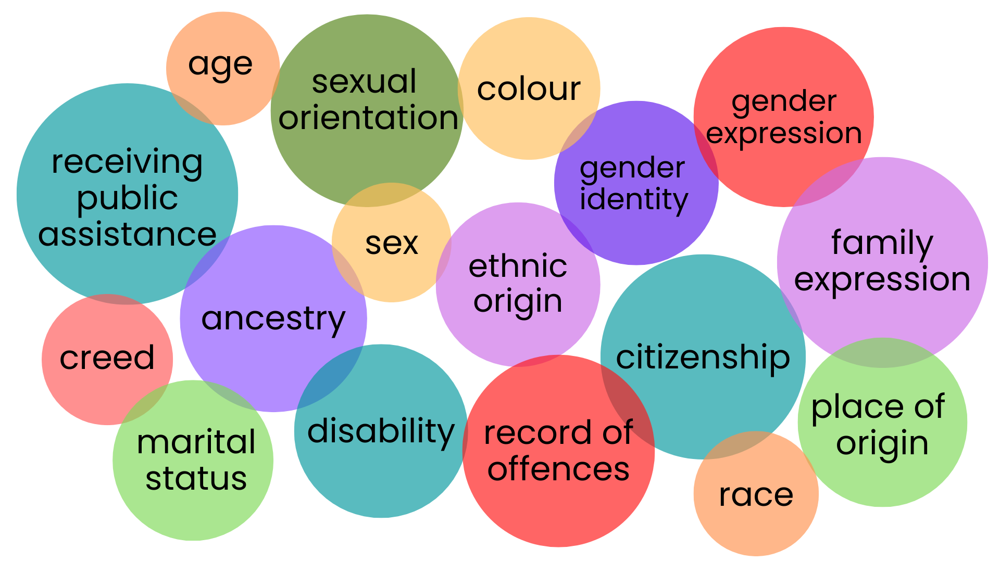 age
sexual
orientation
colour
gender
expression
receiving
public
assistance
gender
identity
sex
ethnic
origin
family
expression
ancestry
creed
citizenship
marital
status
disability
record of
offences
place of
origin
race